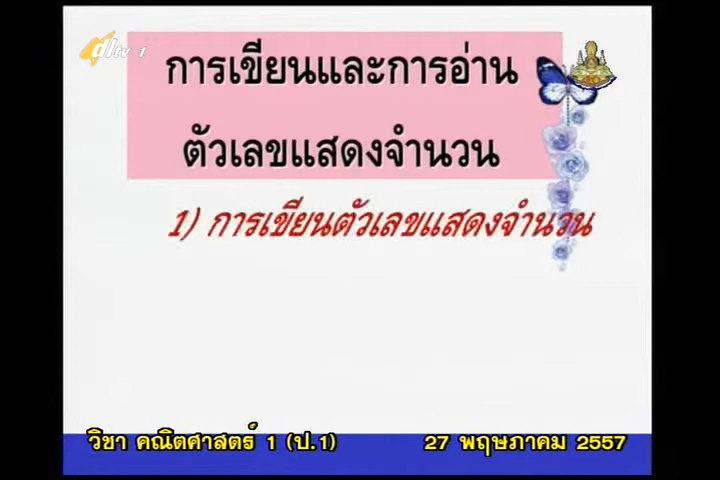 dltv 1
การเขียนและการอ่าน
ตัวเลขแสดงจำนวน
1) การเขียนตัวเลขแสดงจำนวน
วิชา คณิตศาสตร์ 1 (ป.1) 27 พฤษภาคม 2557